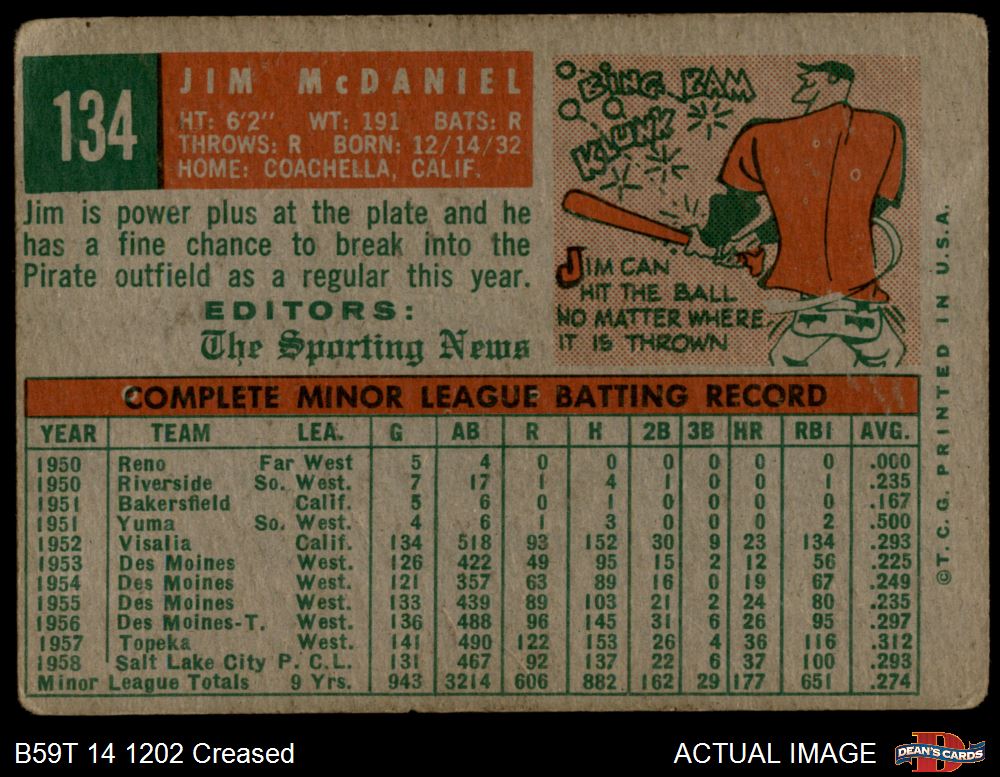 134
JIM McDANIEL
HT: 6'2" WT: 191 BATS: R
THROWS: R BORN: 12/14/32
HOME: COACHELLA, CALIF.
Jim is power plus at the plate and he
has a fine chance to break into the
Pirate outfield as a regular this year.
EDITORS:
The Sporting News
BING BAM
KLUNK
JIM CAN
HIT THE BALL
NO MATTER WHERE
IT IS THROWN
COMPLETE MINOR LEAGUE BATTING RECORD
YEAR TEAM LEA. G AB R H 2B 3B HR RBI AVG.
1950 Reno Far West 5 4 0 0 0 0 0 0 .000
1950 Riverside So. West. 7 17 1 4 1 0 0 1 .235
1951 Bakersfield Calif. 5 6 0 1 0 0 0 0 .167
1951 Yuma So. West. 4 6 1 3 0 0 0 2 .500
1952 Visalia Calif. 134 518 93 152 30 9 23 134 .293
1953 Des Moines West. 126 422 49 95 15 2 12 56 .225
1954 Des Moines West. 121 357 63 89 16 0 19 67 .249
1955 Des Moines West. 133 439 89 103 21 2 24 80 .235
1956 Des Moines-T. West. 136 488 96 145 31 6 26 95 .297
1957 Topeka West. 141 490 122 153 26 4 36 116 .312
1958 Salt Lake City P. C. L. 131 467 92 137 22 6 37 100 .293
Minor League Totals 9 Yrs. 943 3214 606 882 162 29 177 651 .274
©T. C. G. PRINTED IN U.S.A.
B59T 14 1202 Creased
ACTUAL IMAGE
DEAN'S CARDS